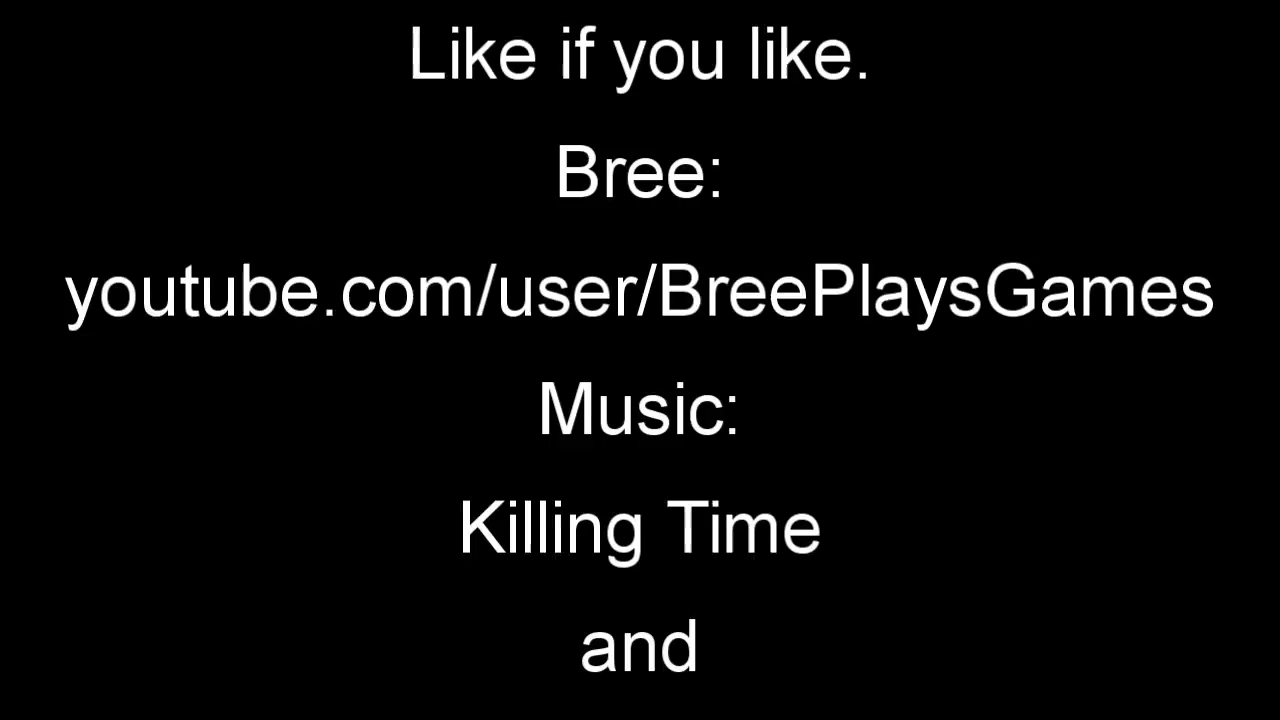 Like if you like.
Bree:
youtube.com/user/BreePlaysGames
Music:
Killing Time
and